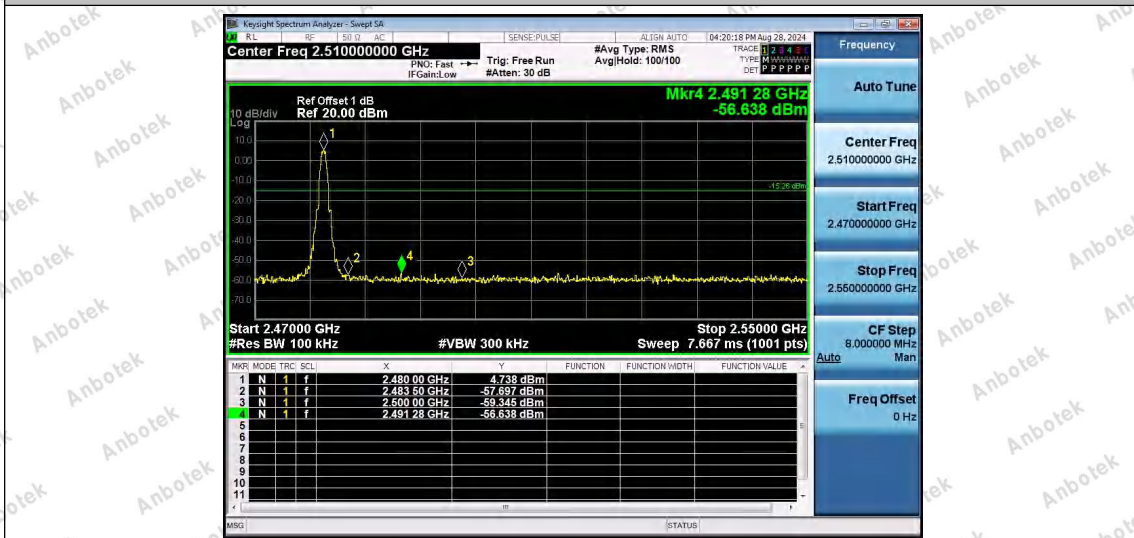 Keysight Spectrum Analyzer - Swept SA
RL RF 50 Ω AC SENSE:PULSE ALIGN AUTO 04:20:18 PM Aug 28, 2024
Center Freq 2.510000000 GHz
PNO: Fast
IFGain:Low
Trig: Free Run
#Atten: 30 dB
#Avg Type: RMS
Avg|Hold: 100/100
TRACE 1 2 3 4 5 6
TYPE M W W W W W
DET P P P P P P
Mkr4 2.491 28 GHz
-56.638 dBm
Ref Offset 1 dB
10 dB/div Ref 20.00 dBm
Log
10.0
0.00
-10.0
-20.0
-30.0
-40.0
-50.0
-60.0
-70.0
-15.26 dBm
1
2
4
3
Start 2.47000 GHz Stop 2.55000 GHz
#Res BW 100 kHz #VBW 300 kHz Sweep 7.667 ms (1001 pts)
MKR MODE TRC SCL X Y FUNCTION FUNCTION WIDTH FUNCTION VALUE
1 N 1 f 2.480 00 GHz 4.738 dBm
2 N 1 f 2.483 50 GHz -57.697 dBm
3 N 1 f 2.500 00 GHz -59.345 dBm
4 N 1 f 2.491 28 GHz -56.638 dBm
5
6
7
8
9
10
11
MSG STATUS
Frequency
Auto Tune
Center Freq
2.510000000 GHz
Start Freq
2.470000000 GHz
Stop Freq
2.550000000 GHz
CF Step
8.000000 MHz
Auto Man
Freq Offset
0 Hz
Anbotek